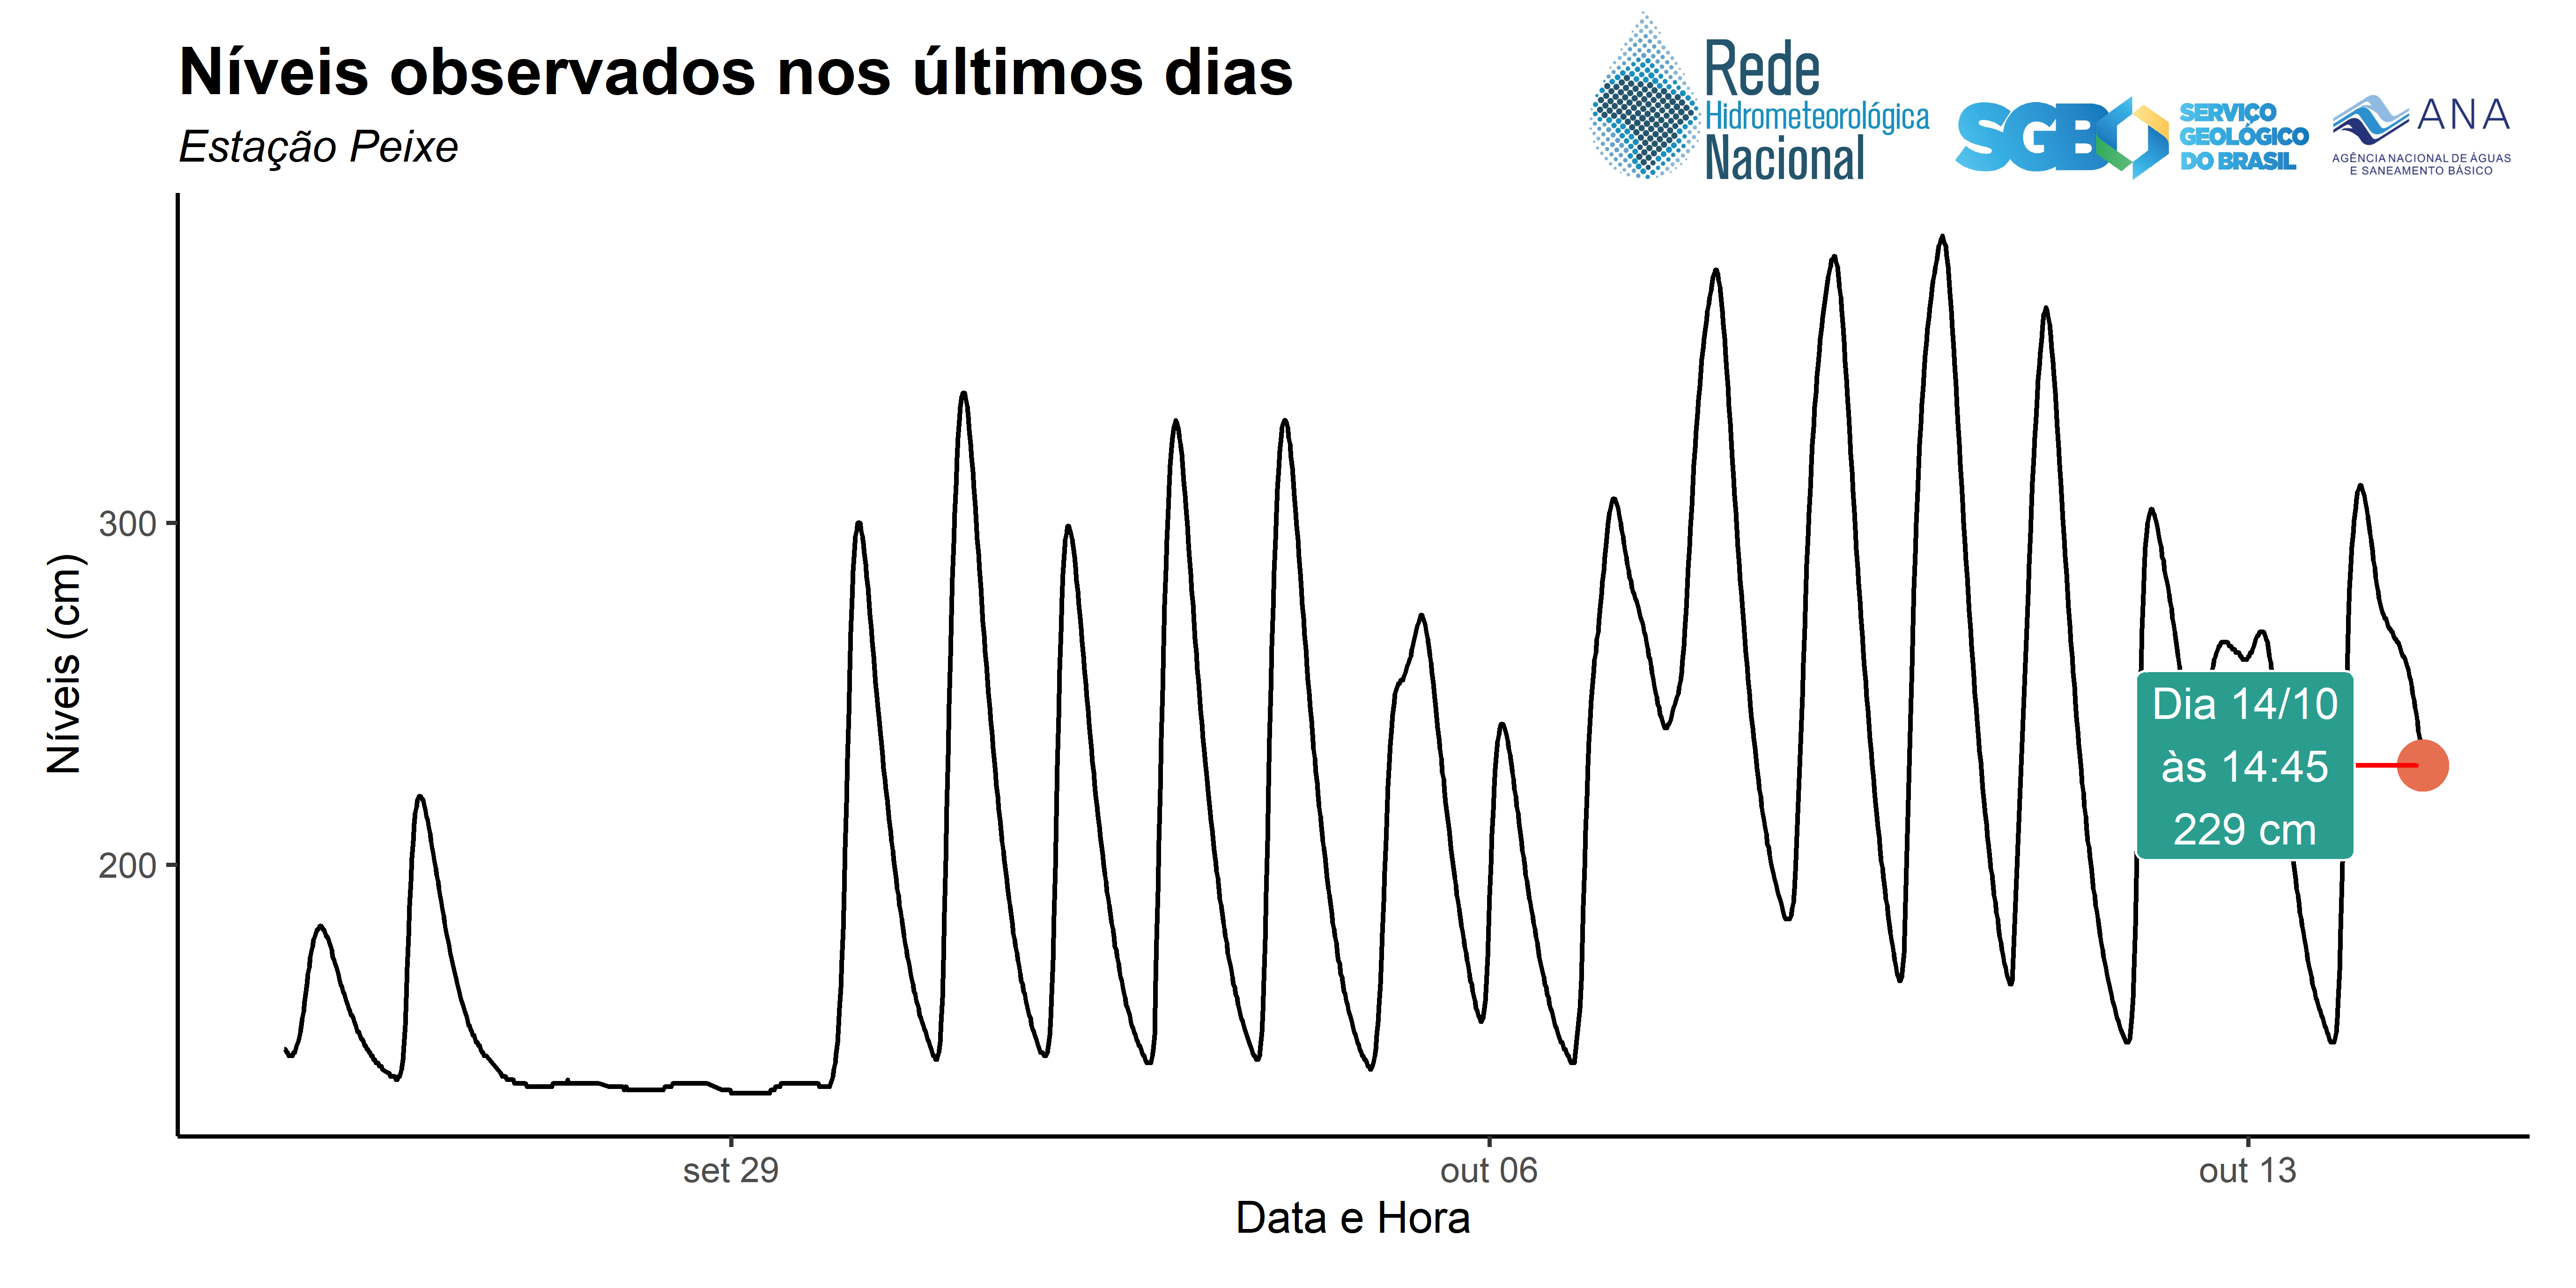 Níveis observados nos últimos dias
Estação Peixe
Rede
Hidrometeorológica
Nacional
SGB
SERVIÇO
GEOLÓGICO
DO BRASIL
ANA
AGÊNCIA NACIONAL DE ÁGUAS
E SANEAMENTO BÁSICO
Níveis (cm)
300
200
Dia 14/10
às 14:45
229 cm
set 29
out 06
out 13
Data e Hora